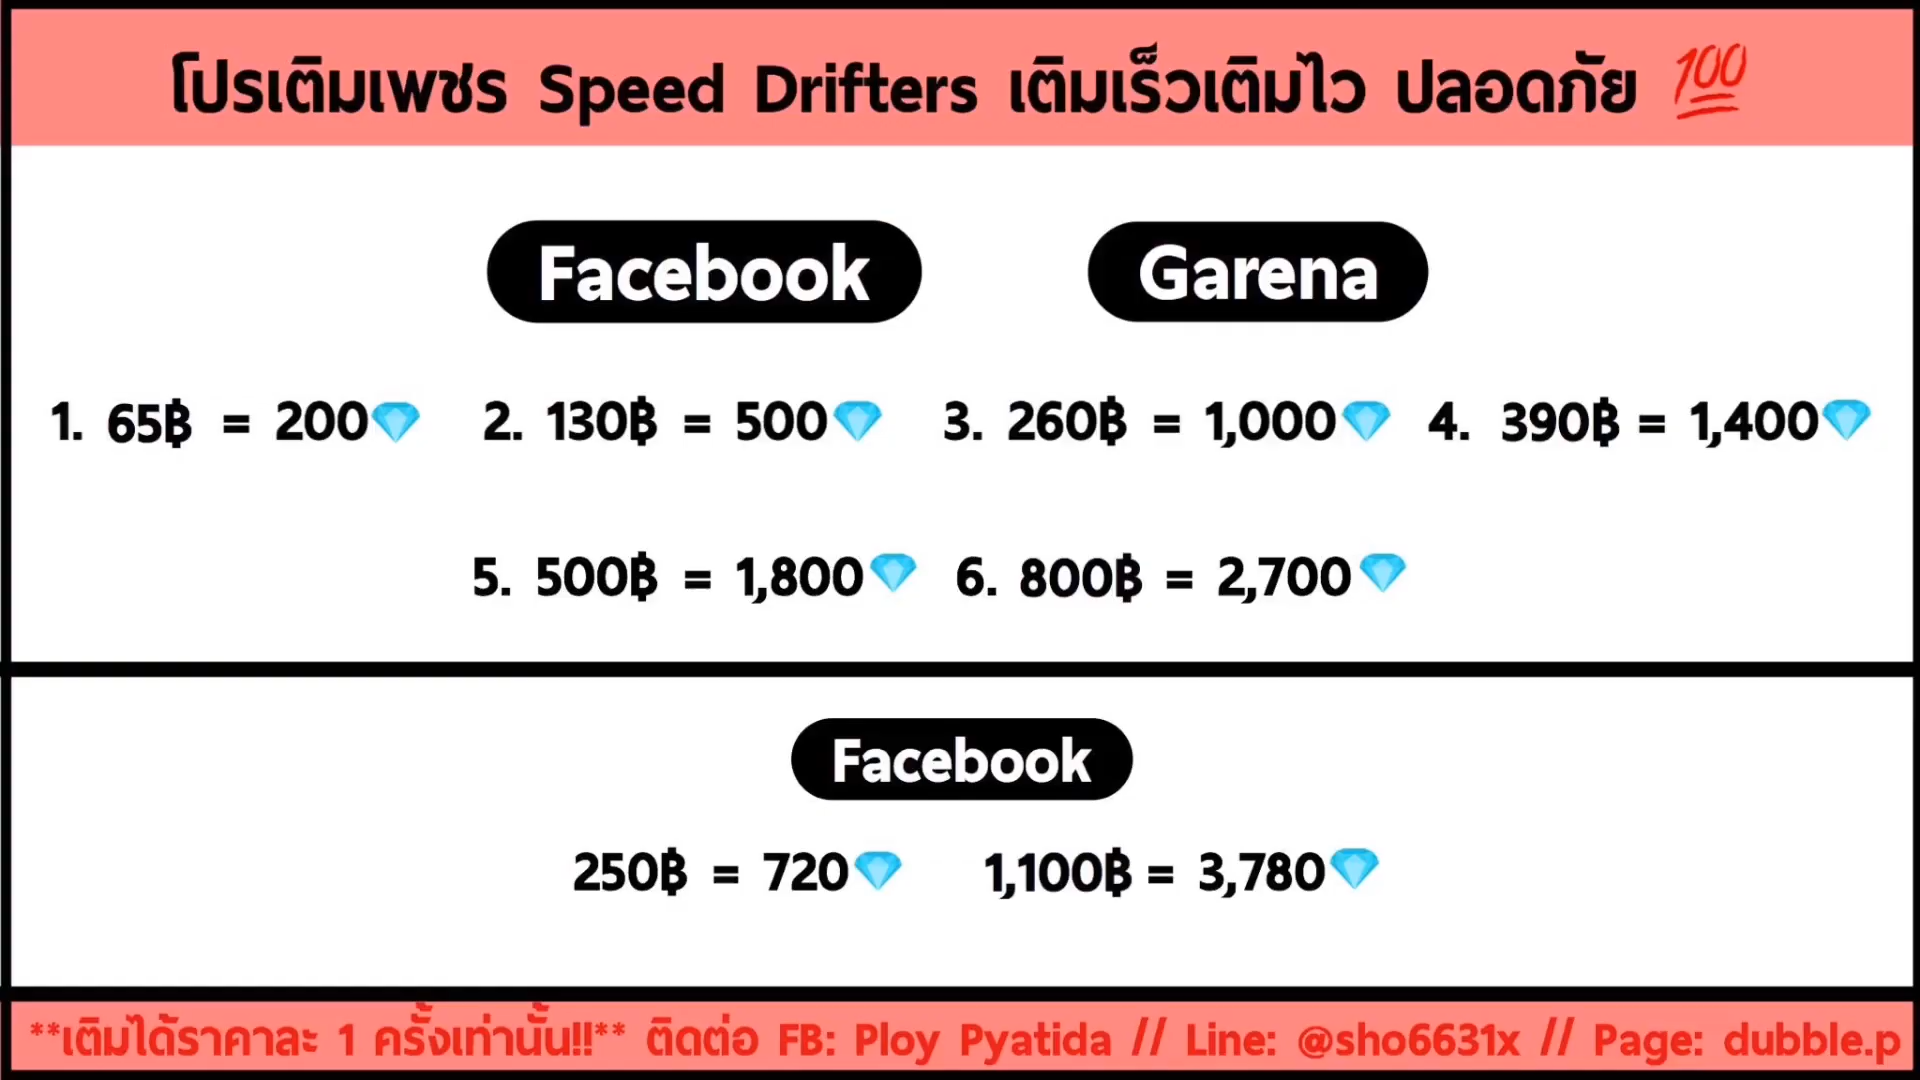 โปรเติมเพชร Speed Drifters เติมเร็วเติมไว ปลอดภัย 💯
Facebook Garena
1. 65฿ = 200💎 2. 130฿ = 500💎 3. 260฿ = 1,000💎 4. 390฿ = 1,400💎
5. 500฿ = 1,800💎 6. 800฿ = 2,700💎
Facebook
250฿ = 720💎 1,100฿ = 3,780💎
**เติมได้ราคาละ 1 ครั้งเท่านั้น!!** ติดต่อ FB: Ploy Pyatida // Line: @sho6631x // Page: dubble.p